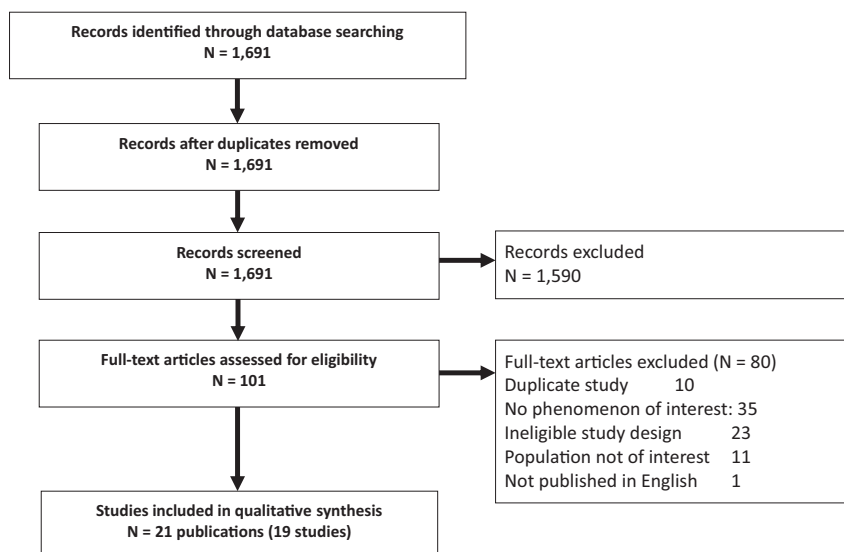 Records identified through database searching
N = 1,691
Records after duplicates removed
N = 1,691
Records screened
N = 1,691
Records excluded
N = 1,590
Full-text articles assessed for eligibility
N = 101
Full-text articles excluded (N = 80)
Duplicate study 10
No phenomenon of interest: 35
Ineligible study design 23
Population not of interest 11
Not published in English 1
Studies included in qualitative synthesis
N = 21 publications (19 studies)